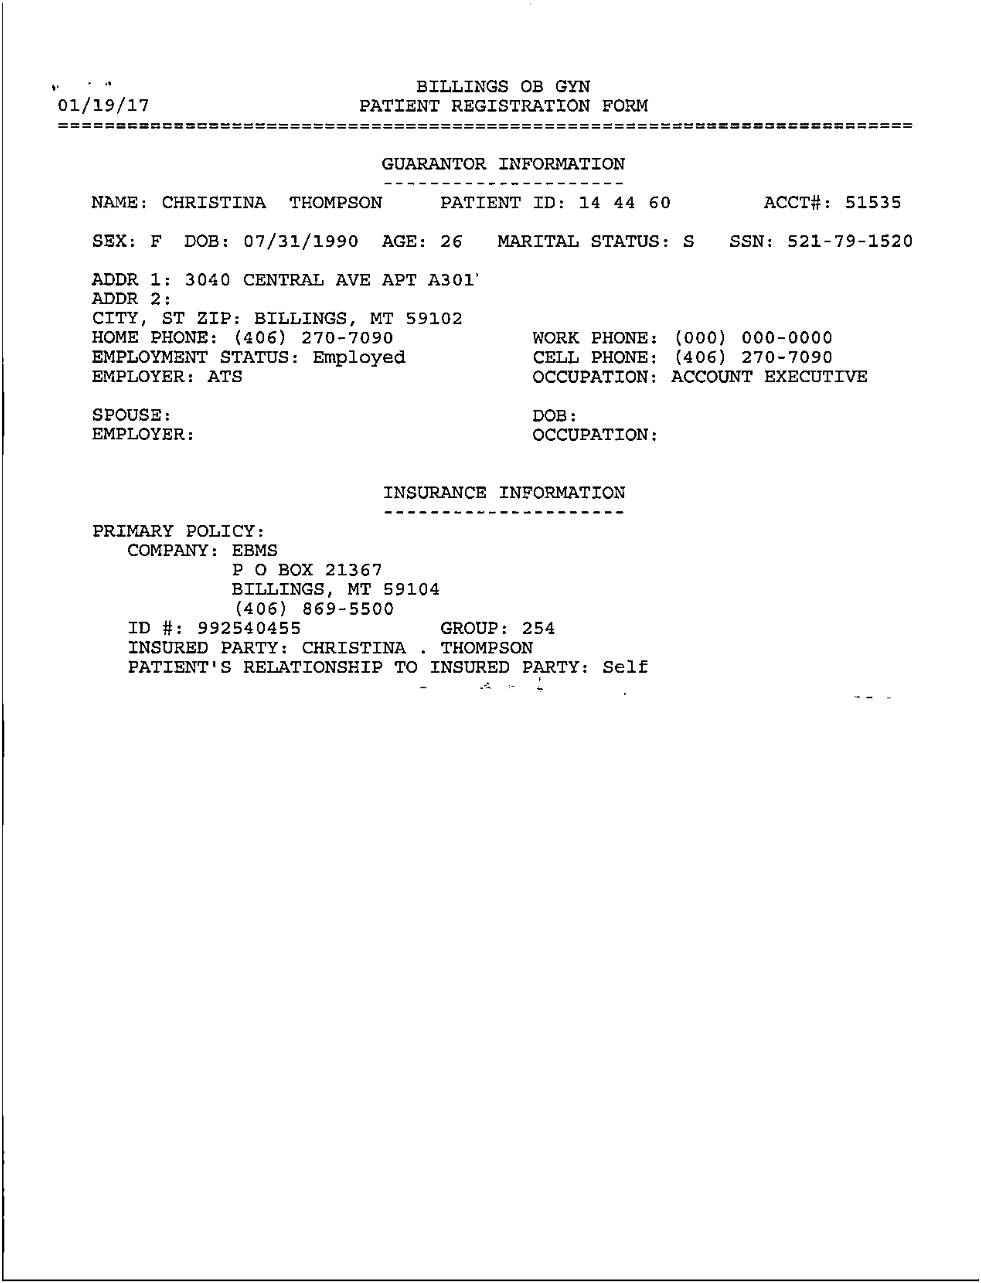 BILLINGS OB GYN
01/19/17 PATIENT REGISTRATION FORM
GUARANTOR INFORMATION
NAME: CHRISTINA THOMPSON PATIENT ID: 14 44 60 ACCT#: 51535
SEX: F DOB: 07/31/1990 AGE: 26 MARITAL STATUS: S SSN: 521-79-1520
ADDR 1: 3040 CENTRAL AVE APT A301
ADDR 2:
CITY, ST ZIP: BILLINGS, MT 59102
HOME PHONE: (406) 270-7090 WORK PHONE: (000) 000-0000
EMPLOYMENT STATUS: Employed CELL PHONE: (406) 270-7090
EMPLOYER: ATS OCCUPATION: ACCOUNT EXECUTIVE
SPOUSE: DOB:
EMPLOYER: OCCUPATION:
INSURANCE INFORMATION
PRIMARY POLICY:
COMPANY: EBMS
P O BOX 21367
BILLINGS, MT 59104
(406) 869-5500
ID #: 992540455 GROUP: 254
INSURED PARTY: CHRISTINA . THOMPSON
PATIENT'S RELATIONSHIP TO INSURED PARTY: Self